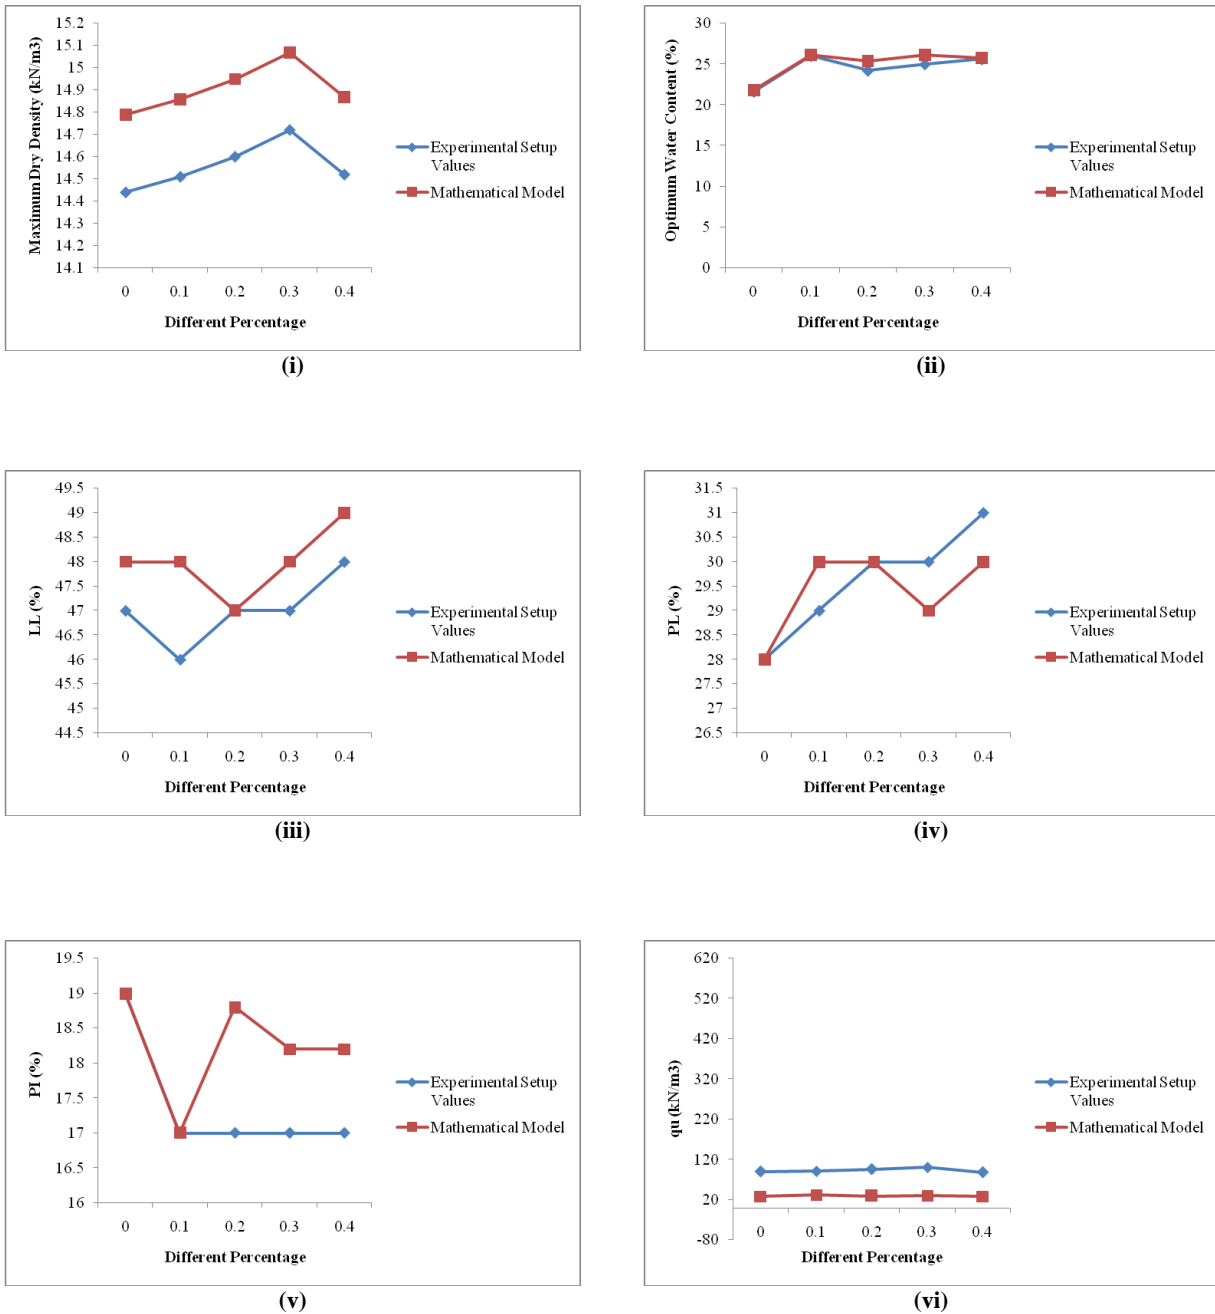 15.2
15.1
15
14.9
14.8
14.7
14.6
14.5
14.4
14.3
14.2
14.1
Maximum Dry Density (kN/m3)
0 0.1 0.2 0.3 0.4
Different Percentage
Experimental Setup
Values
Mathematical Model
(i)
30
25
20
15
10
5
0
Optimum Water Content (%)
0 0.1 0.2 0.3 0.4
Different Percentage
Experimental Setup
Values
Mathematical Model
(ii)
49.5
49
48.5
48
47.5
47
46.5
46
45.5
45
44.5
LL (%)
0 0.1 0.2 0.3 0.4
Different Percentage
Experimental Setup
Values
Mathematical Model
(iii)
31.5
31
30.5
30
29.5
29
28.5
28
27.5
27
26.5
PL (%)
0 0.1 0.2 0.3 0.4
Different Percentage
Experimental Setup
Values
Mathematical Model
(iv)
19.5
19
18.5
18
17.5
17
16.5
16
PI (%)
0 0.1 0.2 0.3 0.4
Different Percentage
Experimental Setup
Values
Mathematical Model
(v)
620
520
420
320
220
120
20
-80
qu (kN/m3)
0 0.1 0.2 0.3 0.4
Different Percentage
Experimental Setup
Values
Mathematical Model
(vi)